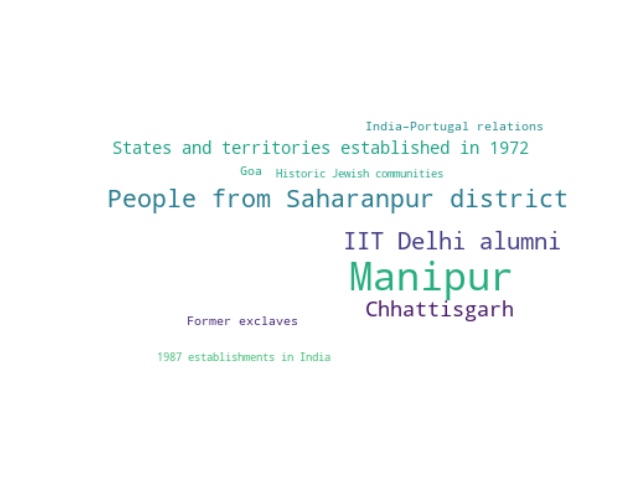 India–Portugal relations
States and territories established in 1972
Goa
Historic Jewish communities
People from Saharanpur district
IIT Delhi alumni
Manipur
Chhattisgarh
Former exclaves
1987 establishments in India